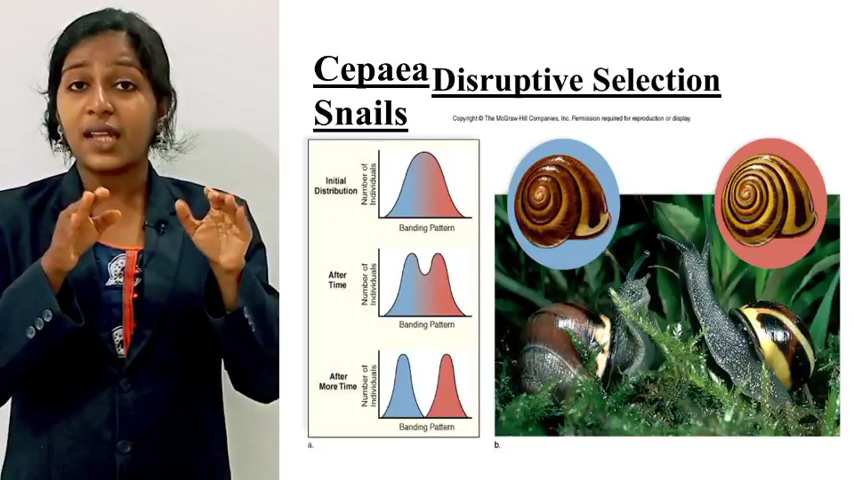 Cepaea
Snails
Disruptive Selection
Copyright © The McGraw-Hill Companies, Inc. Permission required for reproduction or display.
Initial
Distribution
Number of
Individuals
Banding Pattern
After
Time
Number of
Individuals
Banding Pattern
After
More Time
Number of
Individuals
Banding Pattern
a.
b.